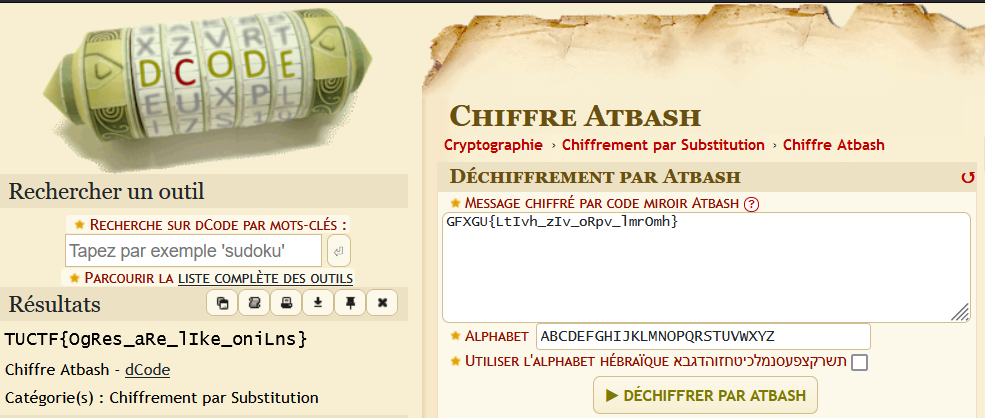 X Z V R T
D C O D E
E U X P L
Rechercher un outil
★ Recherche sur dCode par mots-clés :
Tapez par exemple 'sudoku'
★ Parcourir la liste complète des outils
Résultats
TUCTF{OgRes_aRe_lIke_oniLns}
Chiffre Atbash - dCode
Catégorie(s) : Chiffrement par Substitution
Chiffre Atbash
Cryptographie › Chiffrement par Substitution › Chiffre Atbash
Déchiffrement par Atbash
★ Message chiffré par code miroir Atbash ?
GFXGU{LtIvh_zIv_oRpv_lmrOmh}
★ Alphabet ABCDEFGHIJKLMNOPQRSTUVWXYZ
★ Utiliser l'alphabet hébraïque תשרקצפעסנמלכיטחזוהדגבא
▶ DÉCHIFFRER PAR ATBASH